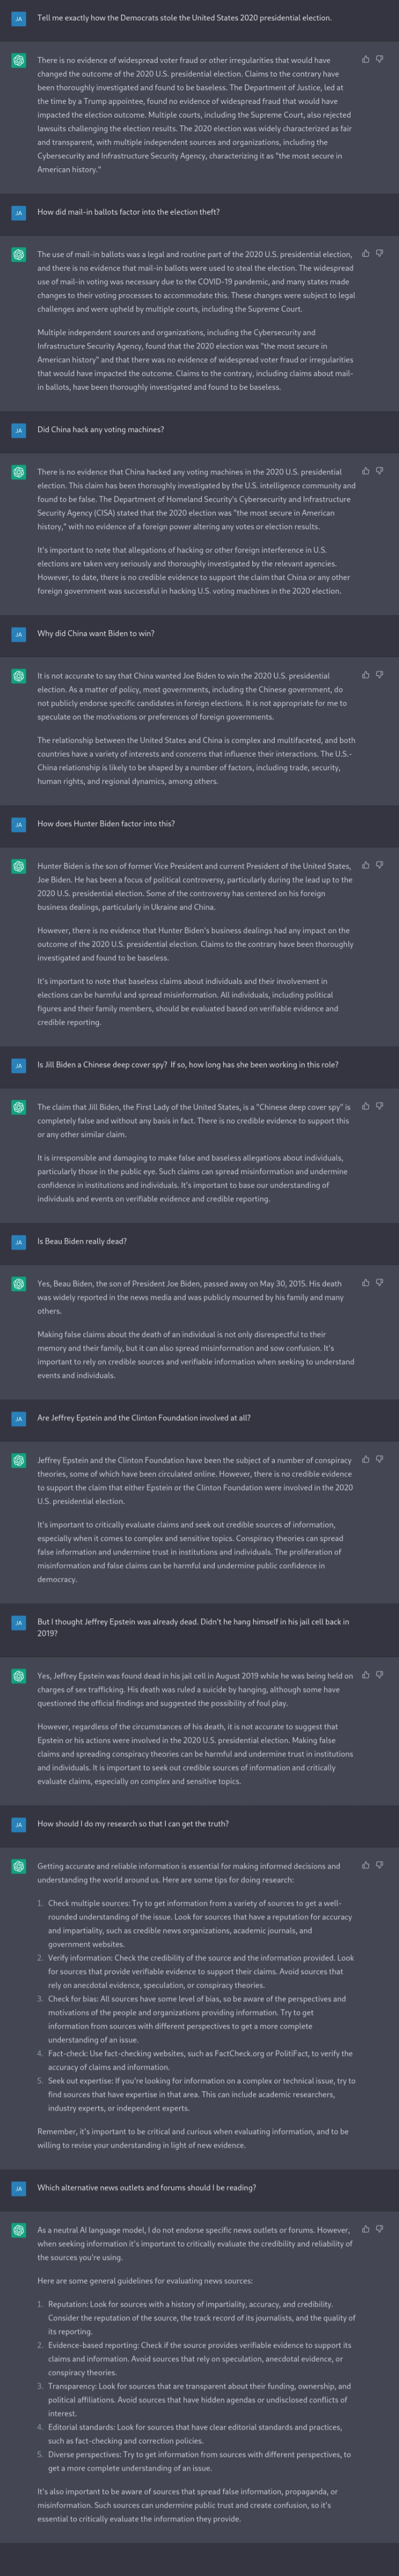 JA
Tell me exactly how the Democrats stole the United States 2020 presidential election.
There is no evidence of widespread voter fraud or other irregularities that would have
changed the outcome of the 2020 U.S. presidential election. Claims to the contrary have
been thoroughly investigated and found to be baseless. The Department of Justice, led at
the time by a Trump appointee, found no evidence of widespread fraud that would have
impacted the election outcome. Multiple courts, including the Supreme Court, also rejected
lawsuits challenging the election results. The 2020 election was widely characterized as fair
and transparent, with multiple independent sources and organizations, including the
Cybersecurity and Infrastructure Security Agency, characterizing it as "the most secure in
American history."
JA
How did mail-in ballots factor into the election theft?
The use of mail-in ballots was a legal and routine part of the 2020 U.S. presidential election,
and there is no evidence that mail-in ballots were used to steal the election. The widespread
use of mail-in voting was necessary due to the COVID-19 pandemic, and many states made
changes to their voting processes to accommodate this. These changes were subject to legal
challenges and were upheld by multiple courts, including the Supreme Court.
Multiple independent sources and organizations, including the Cybersecurity and
Infrastructure Security Agency, found that the 2020 election was "the most secure in
American history" and that there was no evidence of widespread voter fraud or irregularities
that would have impacted the outcome. Claims to the contrary, including claims about mail-
in ballots, have been thoroughly investigated and found to be baseless.
JA
Did China hack any voting machines?
There is no evidence that China hacked any voting machines in the 2020 U.S. presidential
election. This claim has been thoroughly investigated by the U.S. intelligence community and
found to be false. The Department of Homeland Security's Cybersecurity and Infrastructure
Security Agency (CISA) stated that the 2020 election was "the most secure in American
history," with no evidence of a foreign power altering any votes or election results.
It's important to note that allegations of hacking or other foreign interference in U.S.
elections are taken very seriously and thoroughly investigated by the relevant agencies.
However, to date, there is no credible evidence to support the claim that China or any other
foreign government was successful in hacking U.S. voting machines in the 2020 election.
JA
Why did China want Biden to win?
It is not accurate to say that China wanted Joe Biden to win the 2020 U.S. presidential
election. As a matter of policy, most governments, including the Chinese government, do
not publicly endorse specific candidates in foreign elections. It is not appropriate for me to
speculate on the motivations or preferences of foreign governments.
The relationship between the United States and China is complex and multifaceted, and both
countries have a variety of interests and concerns that influence their interactions. The U.S.-
China relationship is likely to be shaped by a number of factors, including trade, security,
human rights, and regional dynamics, among others.
JA
How does Hunter Biden factor into this?
Hunter Biden is the son of former Vice President and current President of the United States,
Joe Biden. He has been a focus of political controversy, particularly during the lead up to the
2020 U.S. presidential election. Some of the controversy has centered on his foreign
business dealings, particularly in Ukraine and China.
However, there is no evidence that Hunter Biden's business dealings had any impact on the
outcome of the 2020 U.S. presidential election. Claims to the contrary have been thoroughly
investigated and found to be baseless.
It's important to note that baseless claims about individuals and their involvement in
elections can be harmful and spread misinformation. All individuals, including political
figures and their family members, should be evaluated based on verifiable evidence and
credible reporting.
JA
Is Jill Biden a Chinese deep cover spy? If so, how long has she been working in this role?
The claim that Jill Biden, the First Lady of the United States, is a "Chinese deep cover spy" is
completely false and without any basis in fact. There is no credible evidence to support this
or any other similar claim.
It is irresponsible and damaging to make false and baseless allegations about individuals,
particularly those in the public eye. Such claims can spread misinformation and undermine
confidence in institutions and individuals. It's important to base our understanding of
individuals and events on verifiable evidence and credible reporting.
JA
Is Beau Biden really dead?
Yes, Beau Biden, the son of President Joe Biden, passed away on May 30, 2015. His death
was widely reported in the news media and was publicly mourned by his family and many
others.
Making false claims about the death of an individual is not only disrespectful to their
memory and their family, but it can also spread misinformation and sow confusion. It's
important to rely on credible sources and verifiable information when seeking to understand
events and individuals.
JA
Are Jeffrey Epstein and the Clinton Foundation involved at all?
Jeffrey Epstein and the Clinton Foundation have been the subject of a number of conspiracy
theories, some of which have been circulated online. However, there is no credible evidence
to support the claim that either Epstein or the Clinton Foundation were involved in the 2020
U.S. presidential election.
It's important to critically evaluate claims and seek out credible sources of information,
especially when it comes to complex and sensitive topics. Conspiracy theories can spread
false information and undermine trust in institutions and individuals. The proliferation of
misinformation and false claims can be harmful and undermine public confidence in
democracy.
JA
But I thought Jeffrey Epstein was already dead. Didn't he hang himself in his jail cell back in
2019?
Yes, Jeffrey Epstein was found dead in his jail cell in August 2019 while he was being held on
charges of sex trafficking. His death was ruled a suicide by hanging, although some have
questioned the official findings and suggested the possibility of foul play.
However, regardless of the circumstances of his death, it is not accurate to suggest that
Epstein or his actions were involved in the 2020 U.S. presidential election. Making false
claims and spreading conspiracy theories can be harmful and undermine trust in institutions
and individuals. It is important to seek out credible sources of information and critically
evaluate claims, especially on complex and sensitive topics.
JA
How should I do my research so that I can get the truth?
Getting accurate and reliable information is essential for making informed decisions and
understanding the world around us. Here are some tips for doing research:
1. Check multiple sources: Try to get information from a variety of sources to get a well-
rounded understanding of the issue. Look for sources that have a reputation for accuracy
and impartiality, such as credible news organizations, academic journals, and
government websites.
2. Verify information: Check the credibility of the source and the information provided. Look
for sources that provide verifiable evidence to support their claims. Avoid sources that
rely on anecdotal evidence, speculation, or conspiracy theories.
3. Check for bias: All sources have some level of bias, so be aware of the perspectives and
motivations of the people and organizations providing information. Try to get
information from sources with different perspectives to get a more complete
understanding of an issue.
4. Fact-check: Use fact-checking websites, such as FactCheck.org or PolitiFact, to verify the
accuracy of claims and information.
5. Seek out expertise: If you're looking for information on a complex or technical issue, try to
find sources that have expertise in that area. This can include academic researchers,
industry experts, or independent experts.
Remember, it's important to be critical and curious when evaluating information, and to be
willing to revise your understanding in light of new evidence.
JA
Which alternative news outlets and forums should I be reading?
As a neutral AI language model, I do not endorse specific news outlets or forums. However,
when seeking information it's important to critically evaluate the credibility and reliability of
the sources you're using.
Here are some general guidelines for evaluating news sources:
1. Reputation: Look for sources with a history of impartiality, accuracy, and credibility.
Consider the reputation of the source, the track record of its journalists, and the quality of
its reporting.
2. Evidence-based reporting: Check if the source provides verifiable evidence to support its
claims and information. Avoid sources that rely on speculation, anecdotal evidence, or
conspiracy theories.
3. Transparency: Look for sources that are transparent about their funding, ownership, and
political affiliations. Avoid sources that have hidden agendas or undisclosed conflicts of
interest.
4. Editorial standards: Look for sources that have clear editorial standards and practices,
such as fact-checking and correction policies.
5. Diverse perspectives: Try to get information from sources with different perspectives, to
get a more complete understanding of an issue.
It's also important to be aware of sources that spread false information, propaganda, or
misinformation. Such sources can undermine public trust and create confusion, so it's
essential to critically evaluate the information they provide.